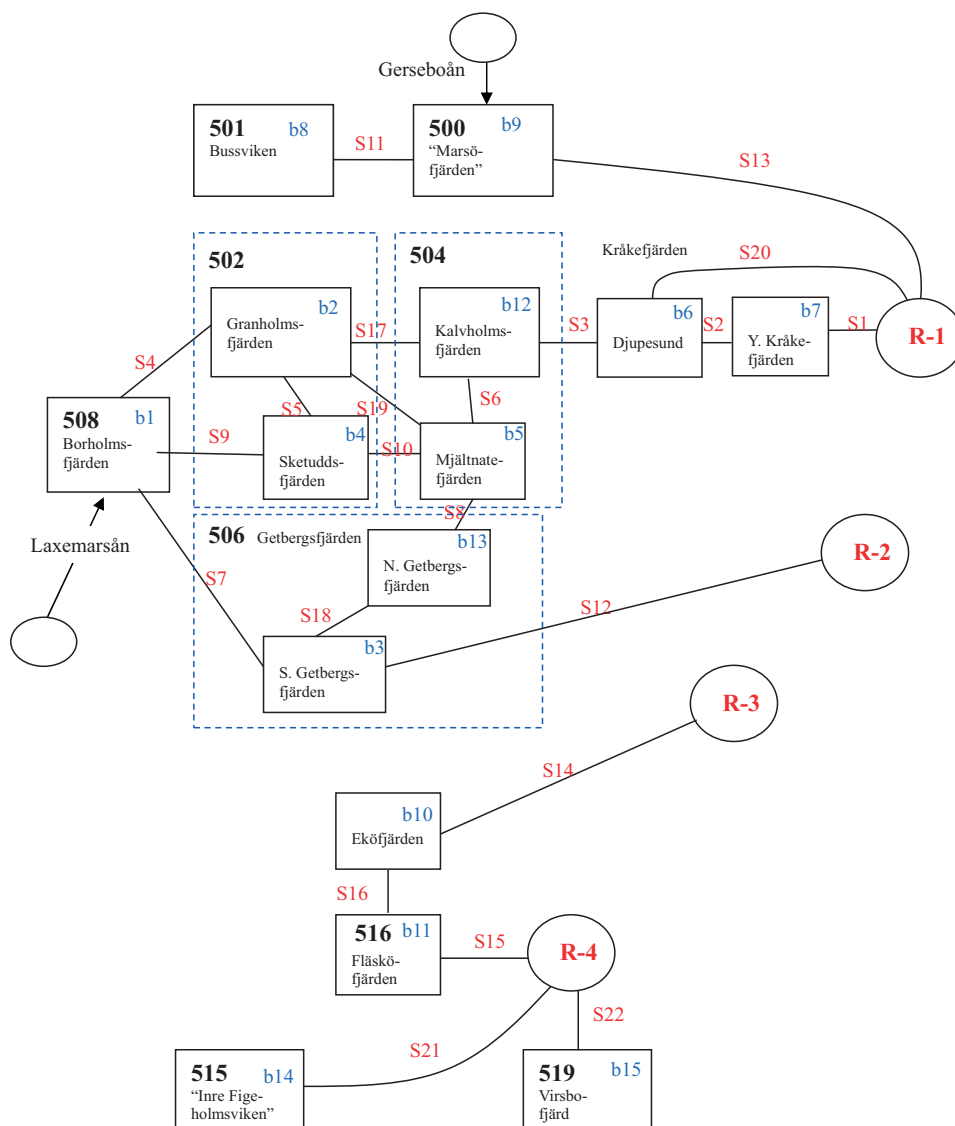 Gerseboån
501 b8
Bussviken
S11
500 b9
“Marsö-
fjärden”
S13
502
504
Kråkefjärden
S20
b2
Granholms-
fjärden
S17
b12
Kalvholms-
fjärden
S3
b6
Djupesund
S2
b7
Y. Kråke-
fjärden
S1
R-1
S4
S5
S19
S6
508 b1
Borholms-
fjärden
S9
b4
Sketudds-
fjärden
S10
b5
Mjältnate-
fjärden
S8
506 Getbergsfjärden
Laxemarsån
S7
b13
N. Getbergs-
fjärden
R-2
S18
S12
b3
S. Getbergs-
fjärden
R-3
S14
b10
Eköfjärden
S16
516 b11
Fläskö-
fjärden
S15
R-4
S22
S21
515 b14
“Inre Fige-
holmsviken”
519 b15
Virsbo-
fjärd